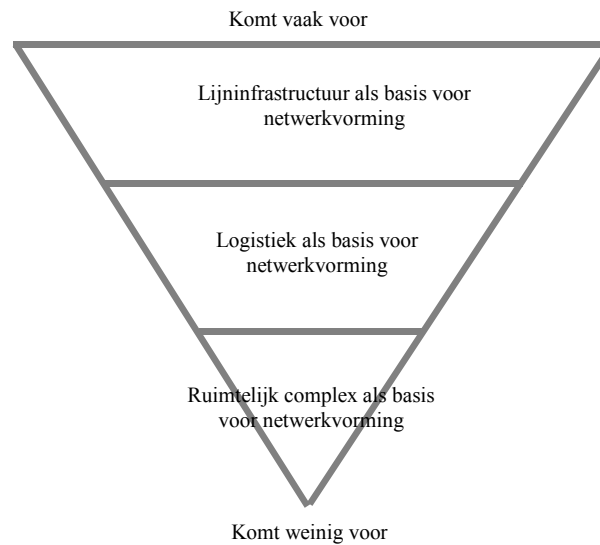 Komt vaak voor
Lijninfrastructuur als basis voor
netwerkvorming
Logistiek als basis voor
netwerkvorming
Ruimtelijk complex als basis
voor netwerkvorming
Komt weinig voor